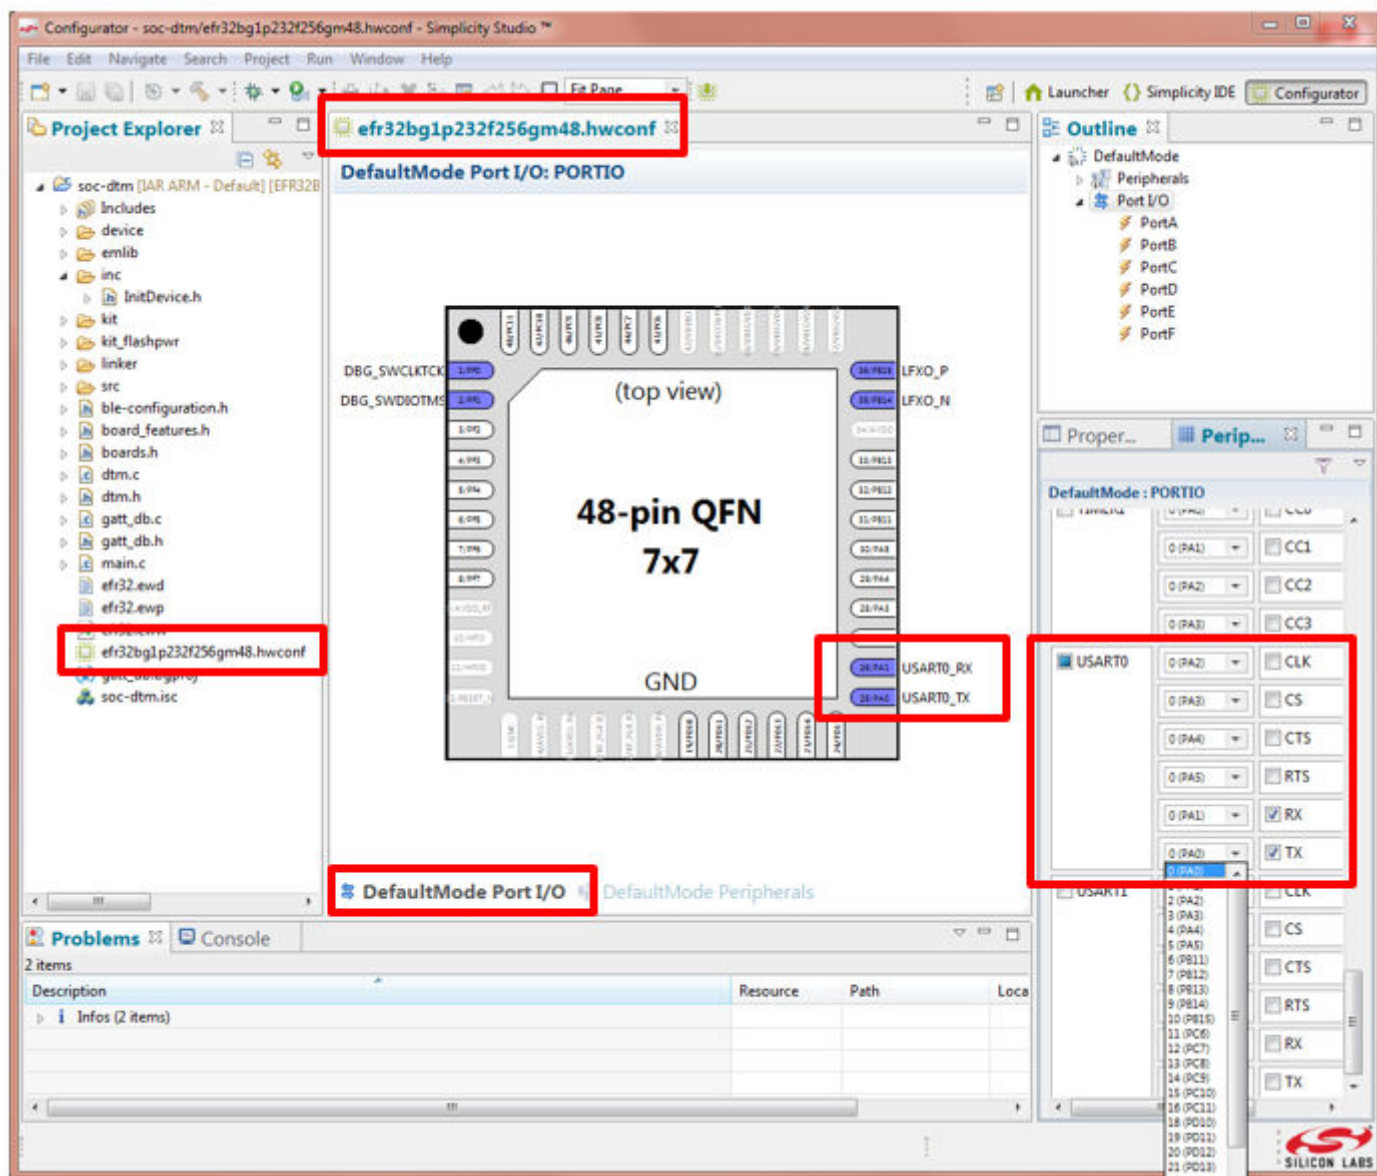 Configurator - soc-dtm/efr32bg1p232f256gm48.hwconf - Simplicity Studio ™
File Edit Navigate Search Project Run Window Help
Fit Page
Launcher Simplicity IDE Configurator
Project Explorer
soc-dtm [IAR ARM - Default] [EFR32B
Includes
device
emlib
inc
InitDevice.h
kit
kit_flashpwr
linker
src
ble-configuration.h
board_features.h
boards.h
dtm.c
dtm.h
gatt_db.c
gatt_db.h
main.c
efr32.ewd
efr32.ewp
efr32bg1p232f256gm48.hwconf
soc-dtm.isc
efr32bg1p232f256gm48.hwconf
DefaultMode Port I/O: PORTIO
DBG_SWCLKTCK
DBG_SWDIOTMS
(top view)
48-pin QFN
7x7
GND
LFXO_P
LFXO_N
USART0_RX
USART0_TX
DefaultMode Port I/O DefaultMode Peripherals
Outline
DefaultMode
Peripherals
Port I/O
PortA
PortB
PortC
PortD
PortE
PortF
Proper... Perip...
DefaultMode : PORTIO
0 (PA1) CC1
0 (PA2) CC2
0 (PA3) CC3
USART0 0 (PA2) CLK
0 (PA3) CS
0 (PA4) CTS
0 (PA5) RTS
0 (PA1) RX
0 (PA0) TX
0 (PA0)
USART1 CLK
2 (PA2)
3 (PA3)
4 (PA4) CS
5 (PA5)
6 (PB11)
7 (PB12) CTS
8 (PB13)
9 (PB14)
10 (PB15) RTS
11 (PC6)
12 (PC7) RX
13 (PC8)
14 (PC9) TX
15 (PC10)
16 (PC11)
18 (PD10)
19 (PD11)
20 (PD12)
21 (PD13)
Problems Console
2 items
Description Resource Path Loca
Infos (2 items)
SILICON LABS